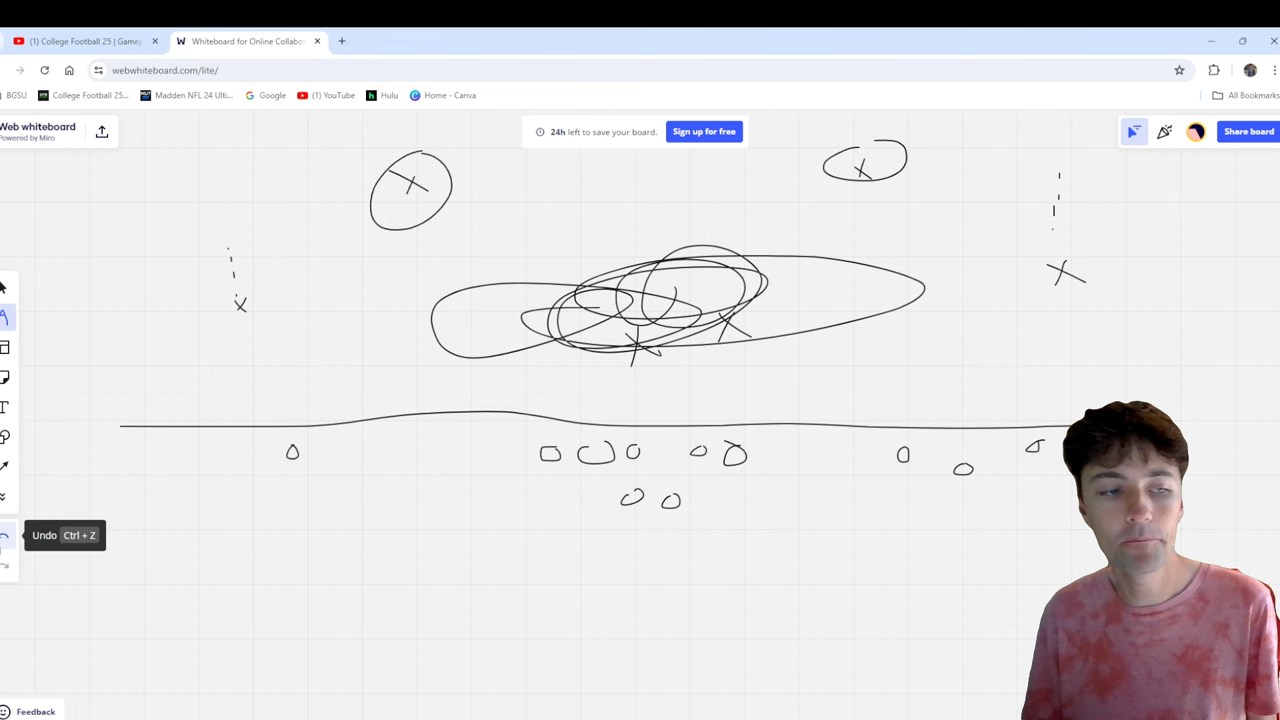 (1) College Football 25 | Gamep
Whiteboard for Online Collabor
webwhiteboard.com/lite/
BGSU
College Football 25...
Madden NFL 24 Ulti...
Google
(1) YouTube
Hulu
Home - Canva
All Bookmarks
Web whiteboard
Powered by Miro
24h left to save your board.
Sign up for free
Share board
Undo Ctrl + Z
Feedback